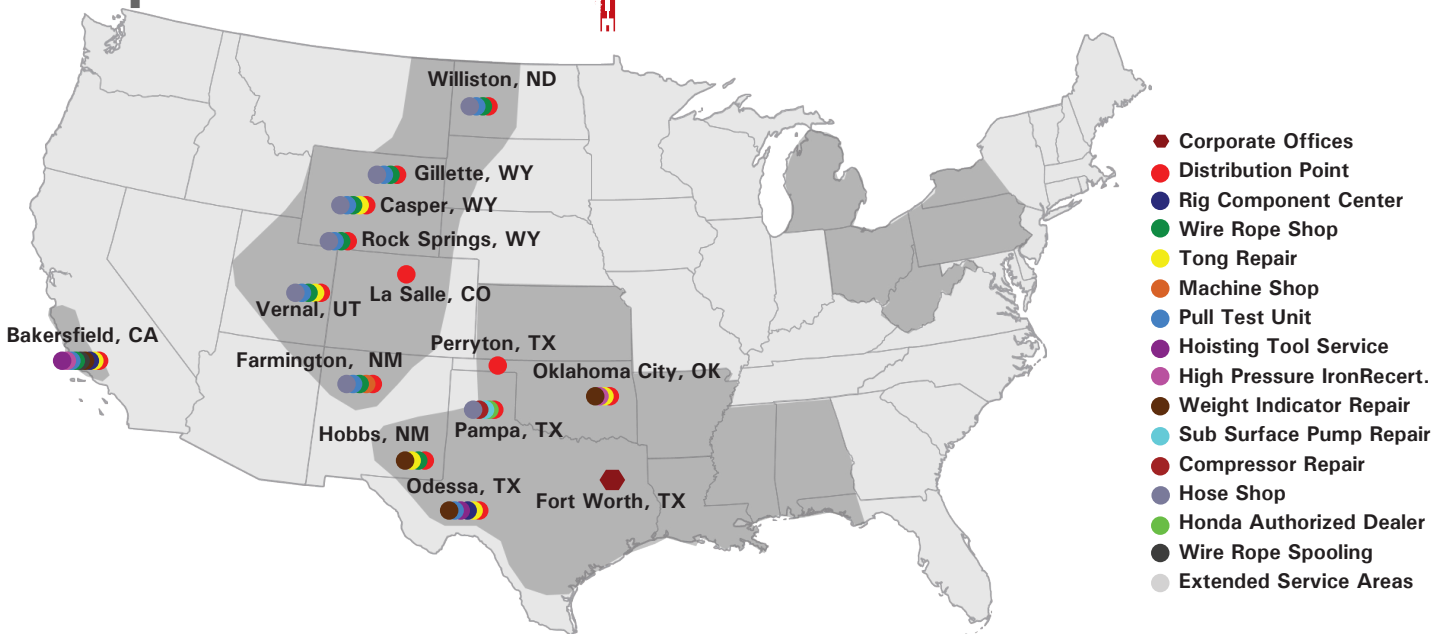 Williston, ND
Gillette, WY
Casper, WY
Rock Springs, WY
La Salle, CO
Vernal, UT
Bakersfield, CA
Perryton, TX
Farmington, NM
Oklahoma City, OK
Pampa, TX
Hobbs, NM
Odessa, TX
Fort Worth, TX
Corporate Offices
Distribution Point
Rig Component Center
Wire Rope Shop
Tong Repair
Machine Shop
Pull Test Unit
Hoisting Tool Service
High Pressure IronRecert.
Weight Indicator Repair
Sub Surface Pump Repair
Compressor Repair
Hose Shop
Honda Authorized Dealer
Wire Rope Spooling
Extended Service Areas